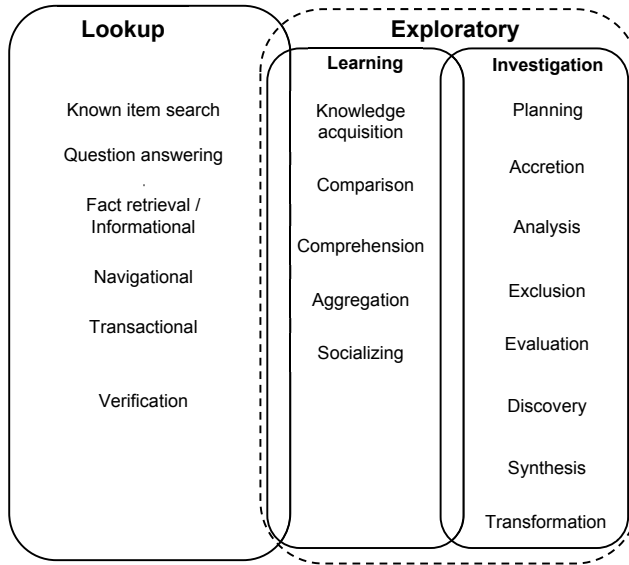 Lookup
Exploratory
Learning
Investigation
Known item search
Question answering
Fact retrieval /
Informational
Navigational
Transactional
Verification
Knowledge
acquisition
Comparison
Comprehension
Aggregation
Socializing
Planning
Accretion
Analysis
Exclusion
Evaluation
Discovery
Synthesis
Transformation